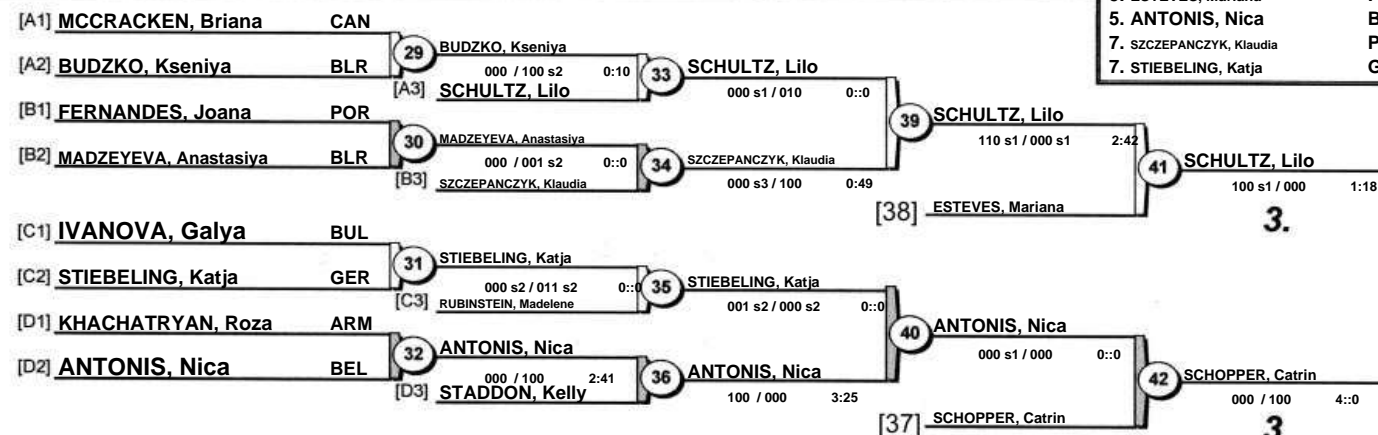 5. ANTONIS, Nica B
7. SZCZEPANCZYK, Klaudia P
7. STIEBELING, Katja G
[A1] MCCRACKEN, Briana CAN
[A2] BUDZKO, Kseniya BLR
29
BUDZKO, Kseniya
000 / 100 s2 0:10
[A3] SCHULTZ, Lilo
33
SCHULTZ, Lilo
000 s1 / 010 0::0
[B1] FERNANDES, Joana POR
[B2] MADZEYEVA, Anastasiya BLR
30
MADZEYEVA, Anastasiya
000 / 001 s2 0::0
[B3] SZCZEPANCZYK, Klaudia
34
SZCZEPANCZYK, Klaudia
000 s3 / 100 0:49
39
SCHULTZ, Lilo
110 s1 / 000 s1 2:42
[38] ESTEVES, Mariana
41
SCHULTZ, Lilo
100 s1 / 000 1:18
3.
[C1] IVANOVA, Galya BUL
[C2] STIEBELING, Katja GER
31
STIEBELING, Katja
000 s2 / 011 s2 0::0
[C3] RUBINSTEIN, Madelene
35
STIEBELING, Katja
001 s2 / 000 s2 0::0
[D1] KHACHATRYAN, Roza ARM
[D2] ANTONIS, Nica BEL
32
ANTONIS, Nica
000 / 100 2:41
[D3] STADDON, Kelly
36
ANTONIS, Nica
100 / 000 3:25
40
ANTONIS, Nica
000 s1 / 000 0::0
[37] SCHOPPER, Catrin
42
SCHOPPER, Catrin
000 / 100 4::0
3